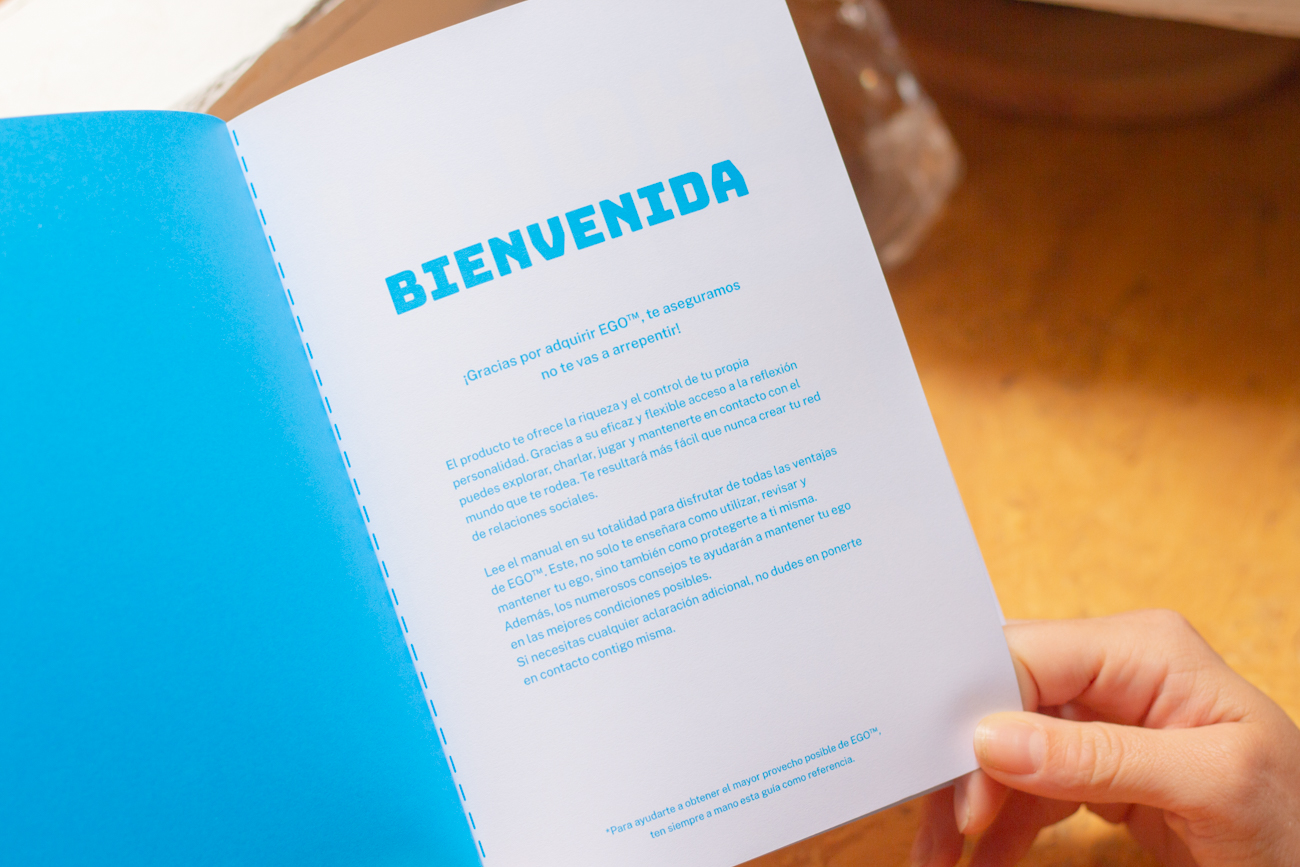 BIENVENIDA
¡Gracias por adquirir EGO™, te aseguramos
no te vas a arrepentir!
El producto te ofrece la riqueza y el control de tu propia
personalidad. Gracias a su eficaz y flexible acceso a la reflexión
puedes explorar, charlar, jugar y mantenerte en contacto con el
mundo que te rodea. Te resultará más fácil que nunca crear tu red
de relaciones sociales.
Lee el manual en su totalidad para disfrutar de todas las ventajas
de EGO™. Este, no solo te enseñara como utilizar, revisar y
mantener tu ego, sino también como protegerte a ti misma.
Además, los numerosos consejos te ayudarán a mantener tu ego
en las mejores condiciones posibles.
Si necesitas cualquier aclaración adicional, no dudes en ponerte
en contacto contigo misma.
*Para ayudarte a obtener el mayor provecho posible de EGO™,
ten siempre a mano esta guía como referencia.